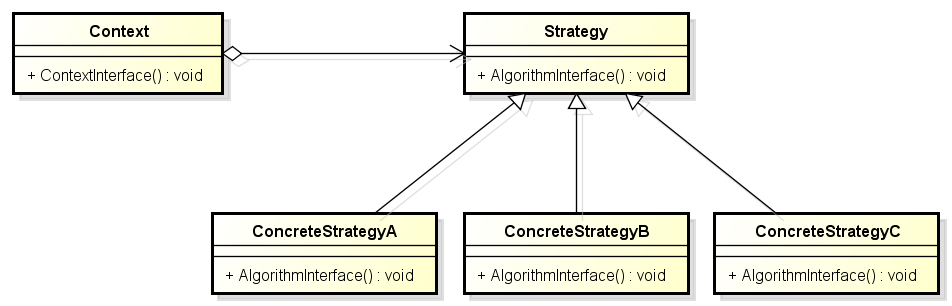 Context
+ ContextInterface() : void
Strategy
+ AlgorithmInterface() : void
ConcreteStrategyA
+ AlgorithmInterface() : void
ConcreteStrategyB
+ AlgorithmInterface() : void
ConcreteStrategyC
+ AlgorithmInterface() : void